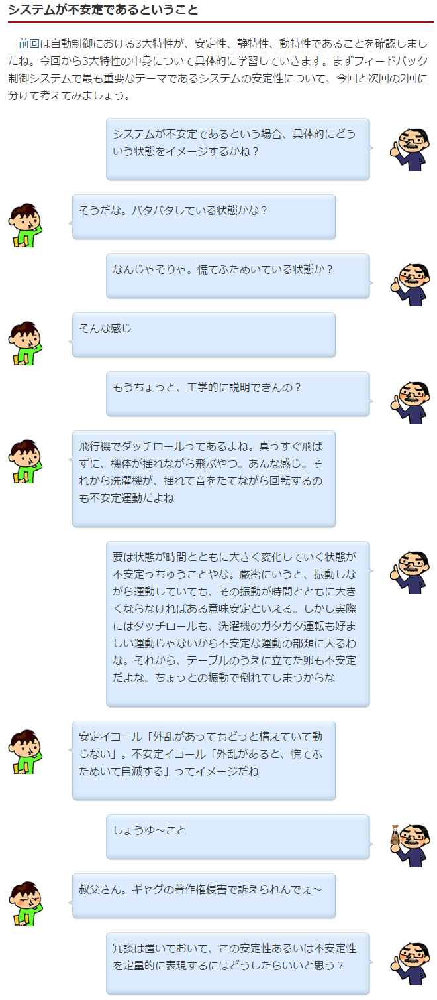 システムが不安定であるということ
前回は自動制御における3大特性が、安定性、静特性、動特性であることを確認しまし
たね。今回から3大特性の中身について具体的に学習していきます。まずフィードバック
制御システムで最も重要なテーマであるシステムの安定性について、今回と次回の2回に
分けて考えてみましょう。
システムが不安定であるという場合、具体的にどう
いう状態をイメージするかね？
そうだな。バタバタしている状態かな？
なんじゃそりゃ。慌てふためいている状態か？
そんな感じ
もうちょっと、工学的に説明できんの？
飛行機でダッチロールってあるよね。真っすぐ飛ば
ずに、機体が揺れながら飛ぶやつ。あんな感じ。そ
れから洗濯機が、揺れて音をたてながら回転するの
も不安定運動だよね
要は状態が時間とともに大きく変化していく状態が
不安定っちゅうことやな。厳密にいうと、振動しな
がら運動していても、その振動が時間とともに大き
くならなければある意味安定といえる。しかし実際
にはダッチロールも、洗濯機のガタガタ運転も好ま
しい運動じゃないから不安定な運動の部類に入るわ
な。それから、テーブルのうえに立てた卵も不安定
だよな。ちょっとの振動で倒れてしまうからな
安定イコール「外乱があってもどっと構えていて動
じない」。不安定イコール「外乱があると、慌てふ
ためいて自滅する」ってイメージだね
しょうゆ～こと
叔父さん。ギャグの著作権侵害で訴えられんでぇ～
冗談は置いておいて、この安定性あるいは不安定性
を定量的に表現するにはどうしたらいいと思う？